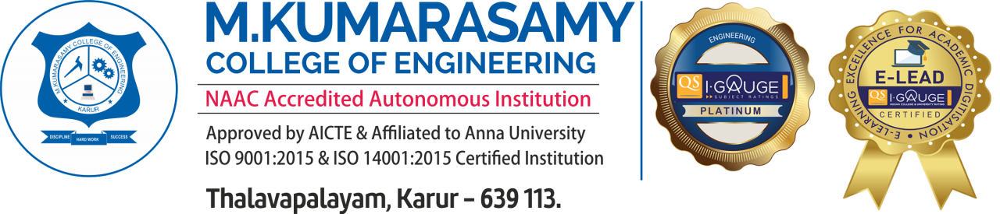 M.KUMARASAMY COLLEGE OF ENGINEERING
KARUR
DISCIPLINE
HARD WORK
SUCCESS
M.KUMARASAMY
COLLEGE OF ENGINEERING
NAAC Accredited Autonomous Institution
Approved by AICTE & Affiliated to Anna University
ISO 9001:2015 & ISO 14001:2015 Certified Institution
Thalavapalayam, Karur – 639 113.
ENGINEERING
QS I·GAUGE
SUBJECT RATINGS
PLATINUM
E-LEARNING EXCELLENCE FOR ACADEMIC DIGITISATION
E-LEAD
QS I·GAUGE
INDIAN COLLEGE & UNIVERSITY RATING
CERTIFIED